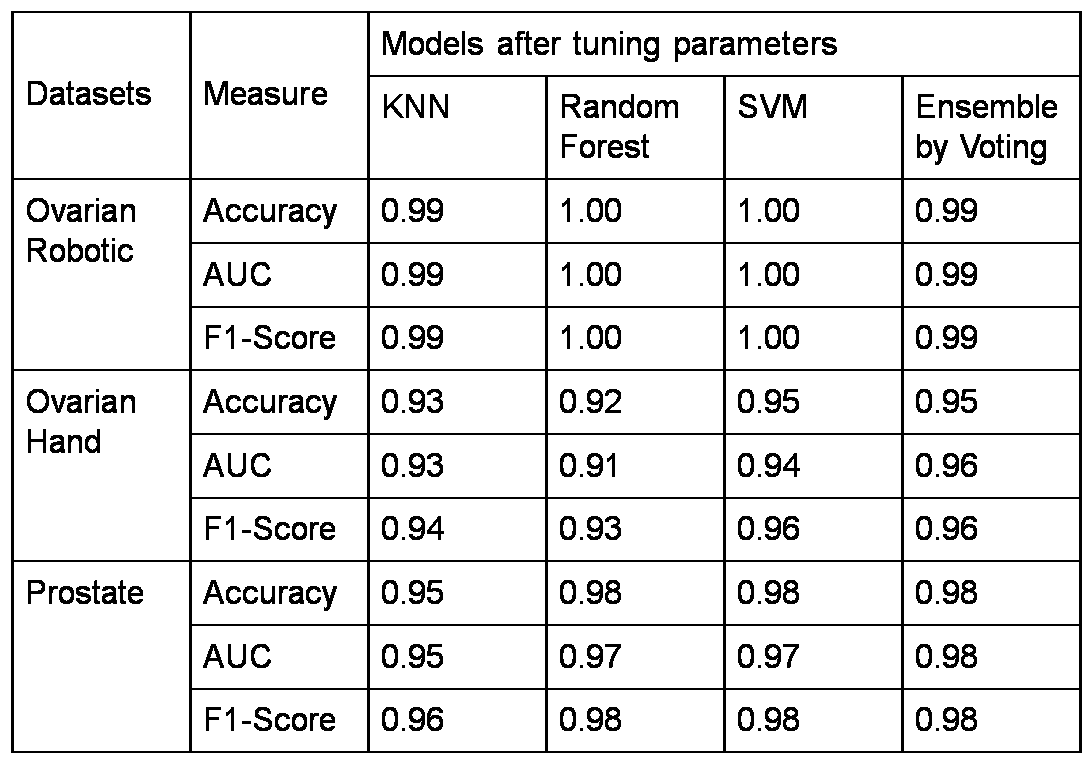 Datasets Measure Models after tuning parameters
KNN Random Forest SVM Ensemble by Voting
Ovarian Robotic Accuracy 0.99 1.00 1.00 0.99
AUC 0.99 1.00 1.00 0.99
F1-Score 0.99 1.00 1.00 0.99
Ovarian Hand Accuracy 0.93 0.92 0.95 0.95
AUC 0.93 0.91 0.94 0.96
F1-Score 0.94 0.93 0.96 0.96
Prostate Accuracy 0.95 0.98 0.98 0.98
AUC 0.95 0.97 0.97 0.98
F1-Score 0.96 0.98 0.98 0.98